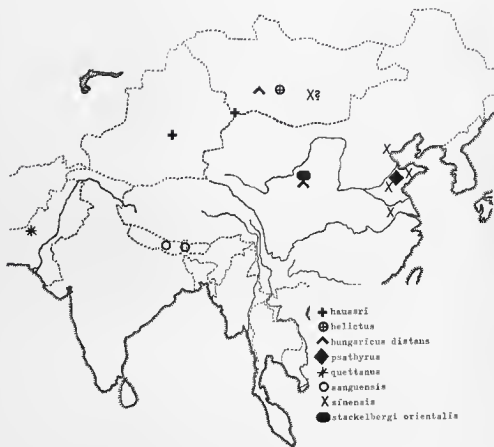 X?
haussri
helictus
hungaricus distans
psathyrus
quettanus
sanguensis
sinensis
stackelbergi orientalis